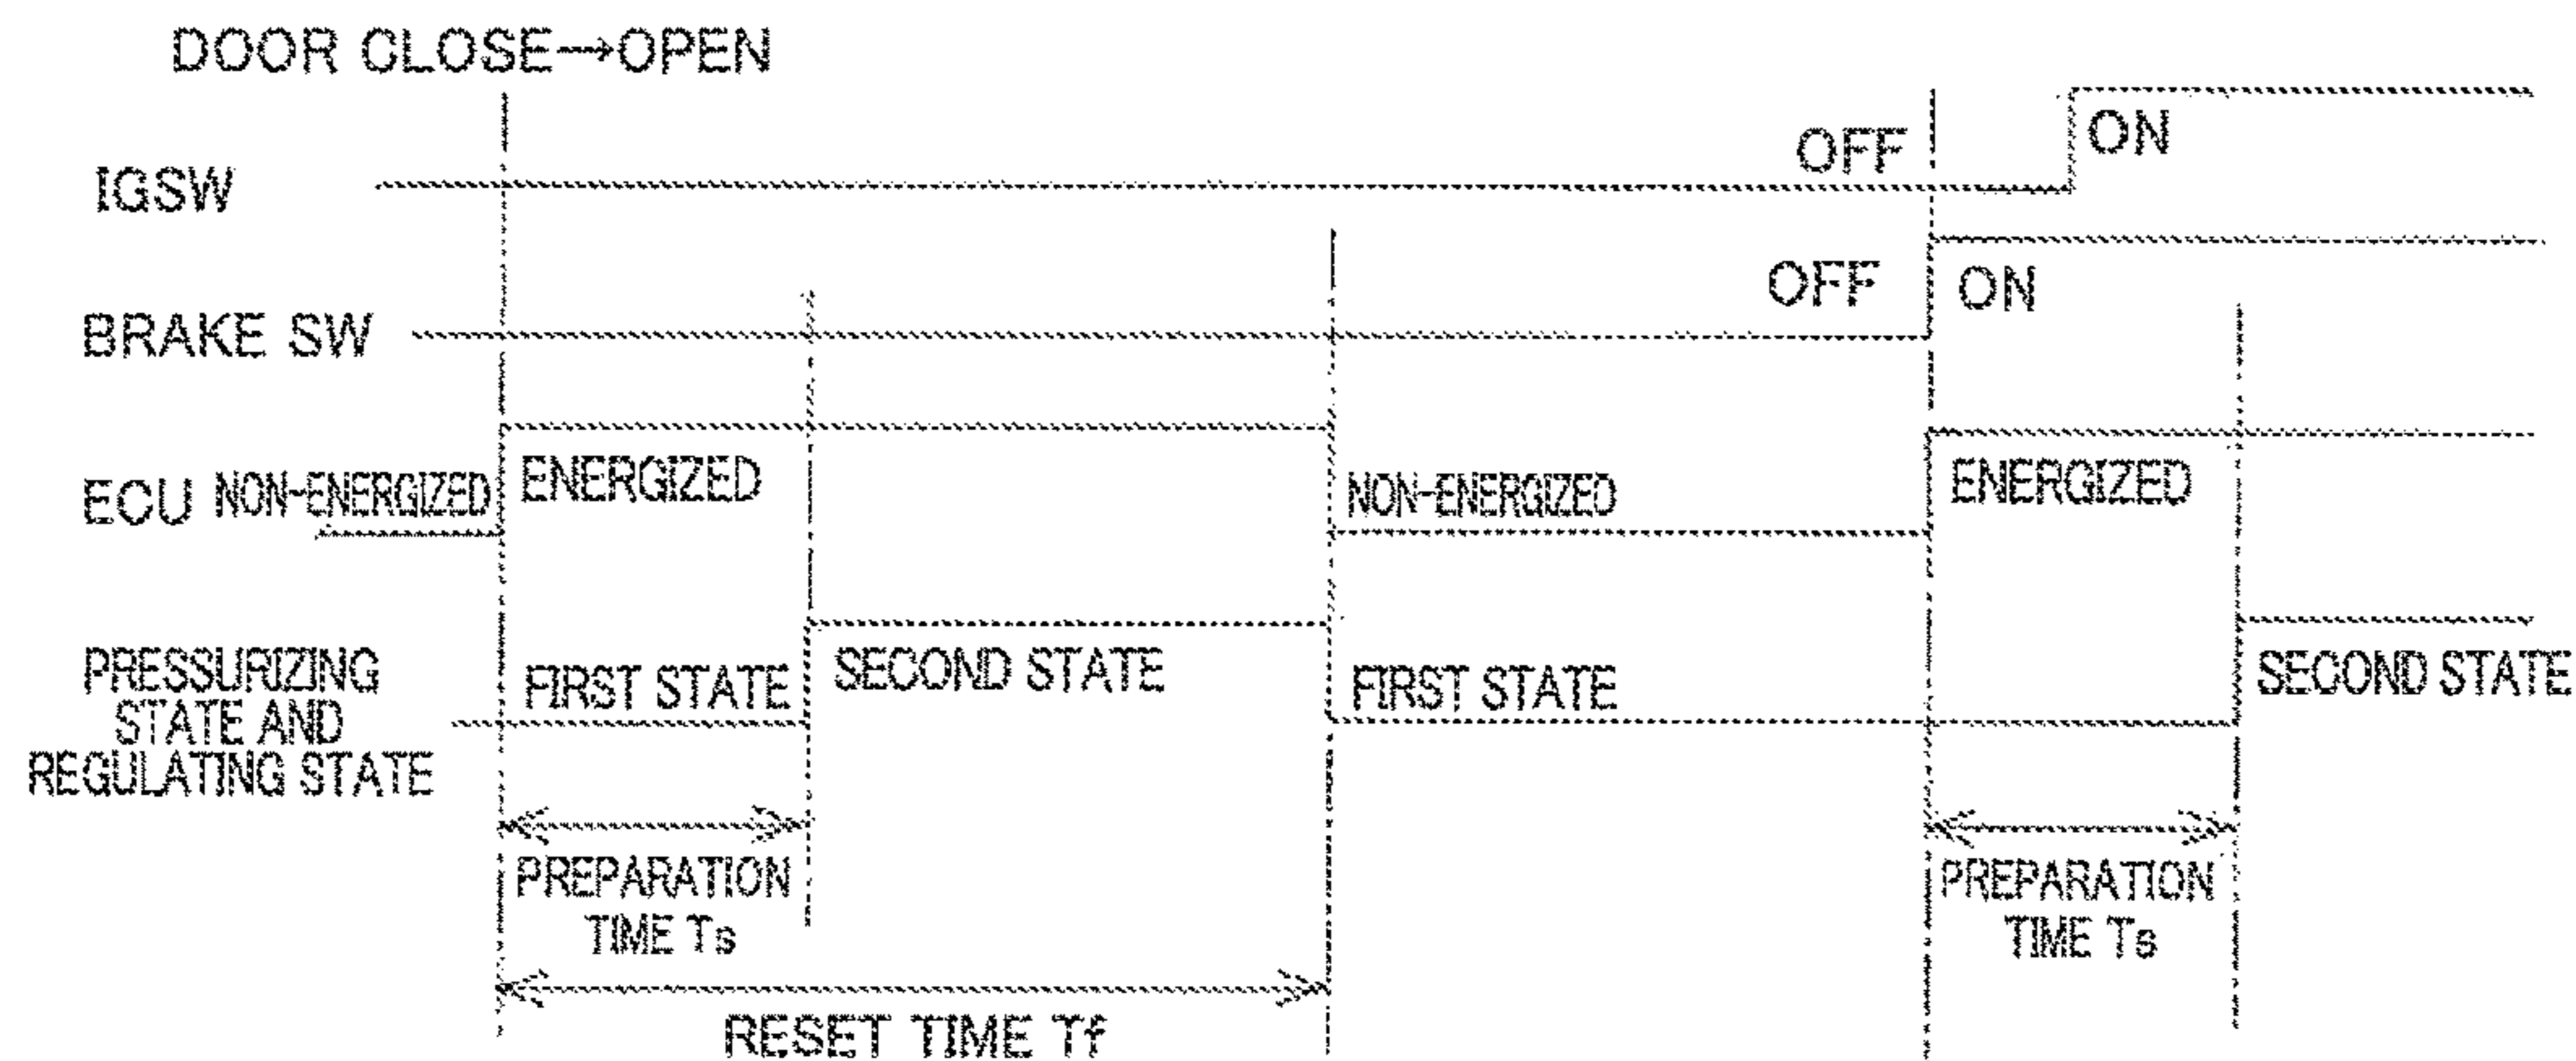 DOOR CLOSE→OPEN
IGSW
OFF
ON
BRAKE SW
OFF
ON
ECU
NON-ENERGIZED
ENERGIZED
NON-ENERGIZED
ENERGIZED
PRESSURIZING
STATE AND
REGULATING STATE
FIRST STATE
SECOND STATE
FIRST STATE
SECOND STATE
PREPARATION
TIME Ts
PREPARATION
TIME Ts
RESET TIME Tf